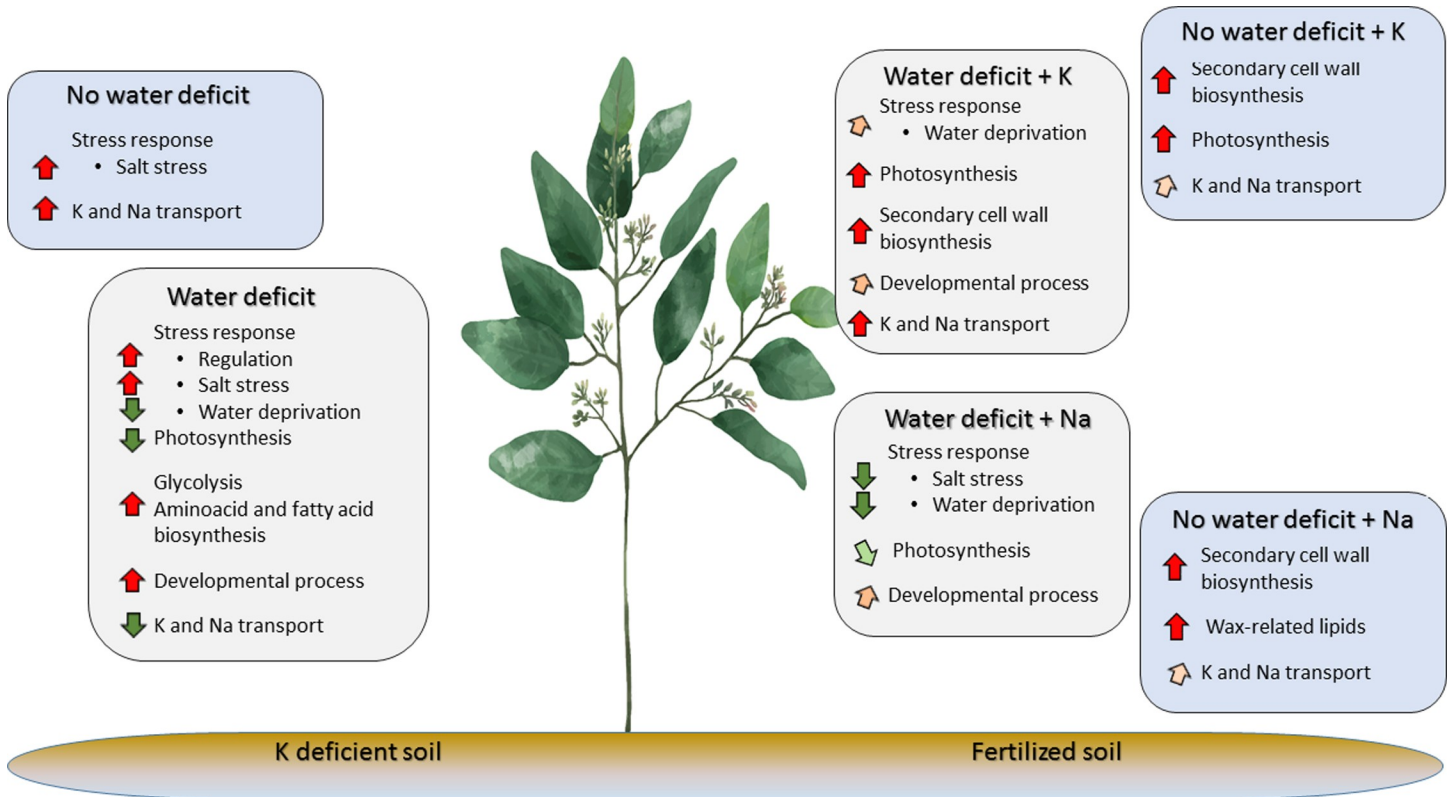 No water deficit
Stress response
• Salt stress
K and Na transport
Water deficit
Stress response
• Regulation
• Salt stress
• Water deprivation
Photosynthesis
Glycolysis
Aminoacid and fatty acid
biosynthesis
Developmental process
K and Na transport
Water deficit + K
Stress response
• Water deprivation
Photosynthesis
Secondary cell wall
biosynthesis
Developmental process
K and Na transport
No water deficit + K
Secondary cell wall
biosynthesis
Photosynthesis
K and Na transport
Water deficit + Na
Stress response
• Salt stress
• Water deprivation
Photosynthesis
Developmental process
No water deficit + Na
Secondary cell wall
biosynthesis
Wax-related lipids
K and Na transport
K deficient soil
Fertilized soil